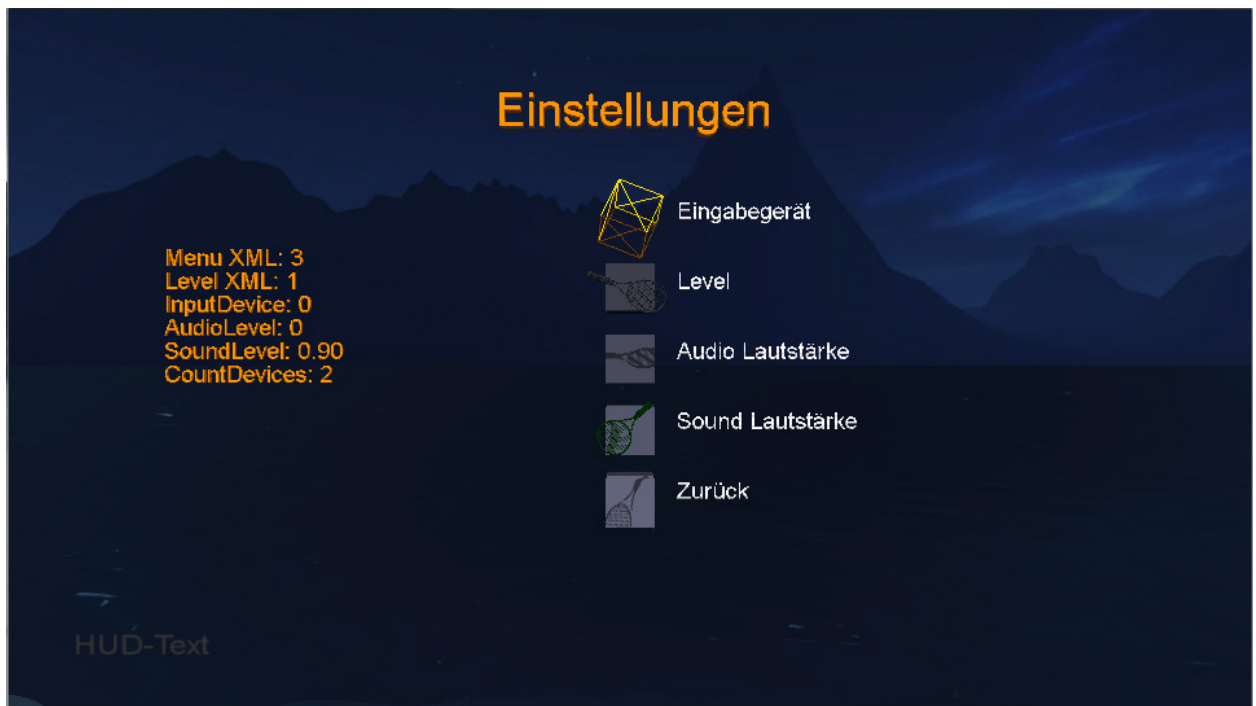 Einstellungen
Eingabegerät
Menu XML: 3
Level XML: 1
InputDevice: 0
AudioLevel: 0
SoundLevel: 0.90
CountDevices: 2
Level
Audio Lautstärke
Sound Lautstärke
Zurück
HUD-Text